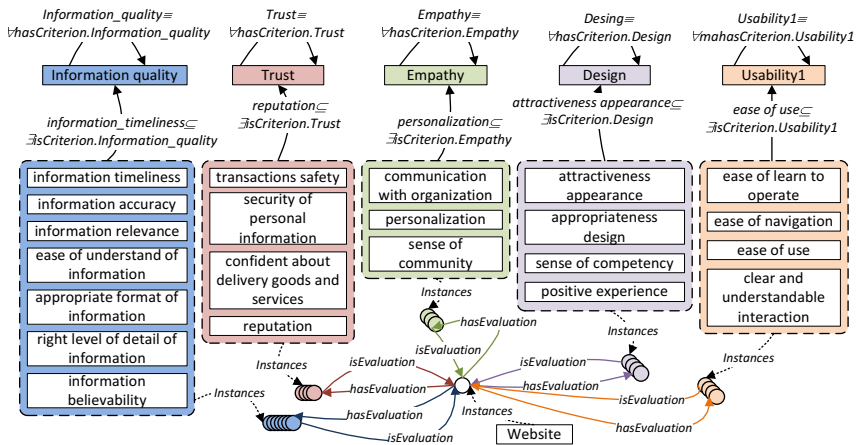 Information_quality≡
∀hasCriterion.Information_quality
Trust≡
∀hasCriterion.Trust
Empathy≡
∀hasCriterion.Empathy
Desing≡
∀hasCriterion.Design
Usability1≡
∀mahasCriterion.Usability1
Information quality
Trust
Empathy
Design
Usability1
information_timeliness⊆
∃isCriterion.Information_quality
reputation⊆
∃isCriterion.Trust
personalization⊆
∃isCriterion.Empathy
attractiveness appearance⊆
∃isCriterion.Design
ease of use⊆
∃isCriterion.Usability1
information timeliness
information accuracy
information relevance
ease of understand of
information
appropriate format of
information
right level of detail of
information
information
believability
transactions safety
security of
personal
information
confident about
delivery goods and
services
reputation
communication
with organization
personalization
sense of
community
attractiveness
appearance
appropriateness
design
sense of competency
positive experience
ease of learn to
operate
ease of navigation
ease of use
clear and
understandable
interaction
Instances
hasEvaluation
isEvaluation
Instances
isEvaluation
hasEvaluation
Instances
isEvaluation
hasEvaluation
Instances
isEvaluation
hasEvaluation
Instances
hasEvaluation
isEvaluation
Instances
Website